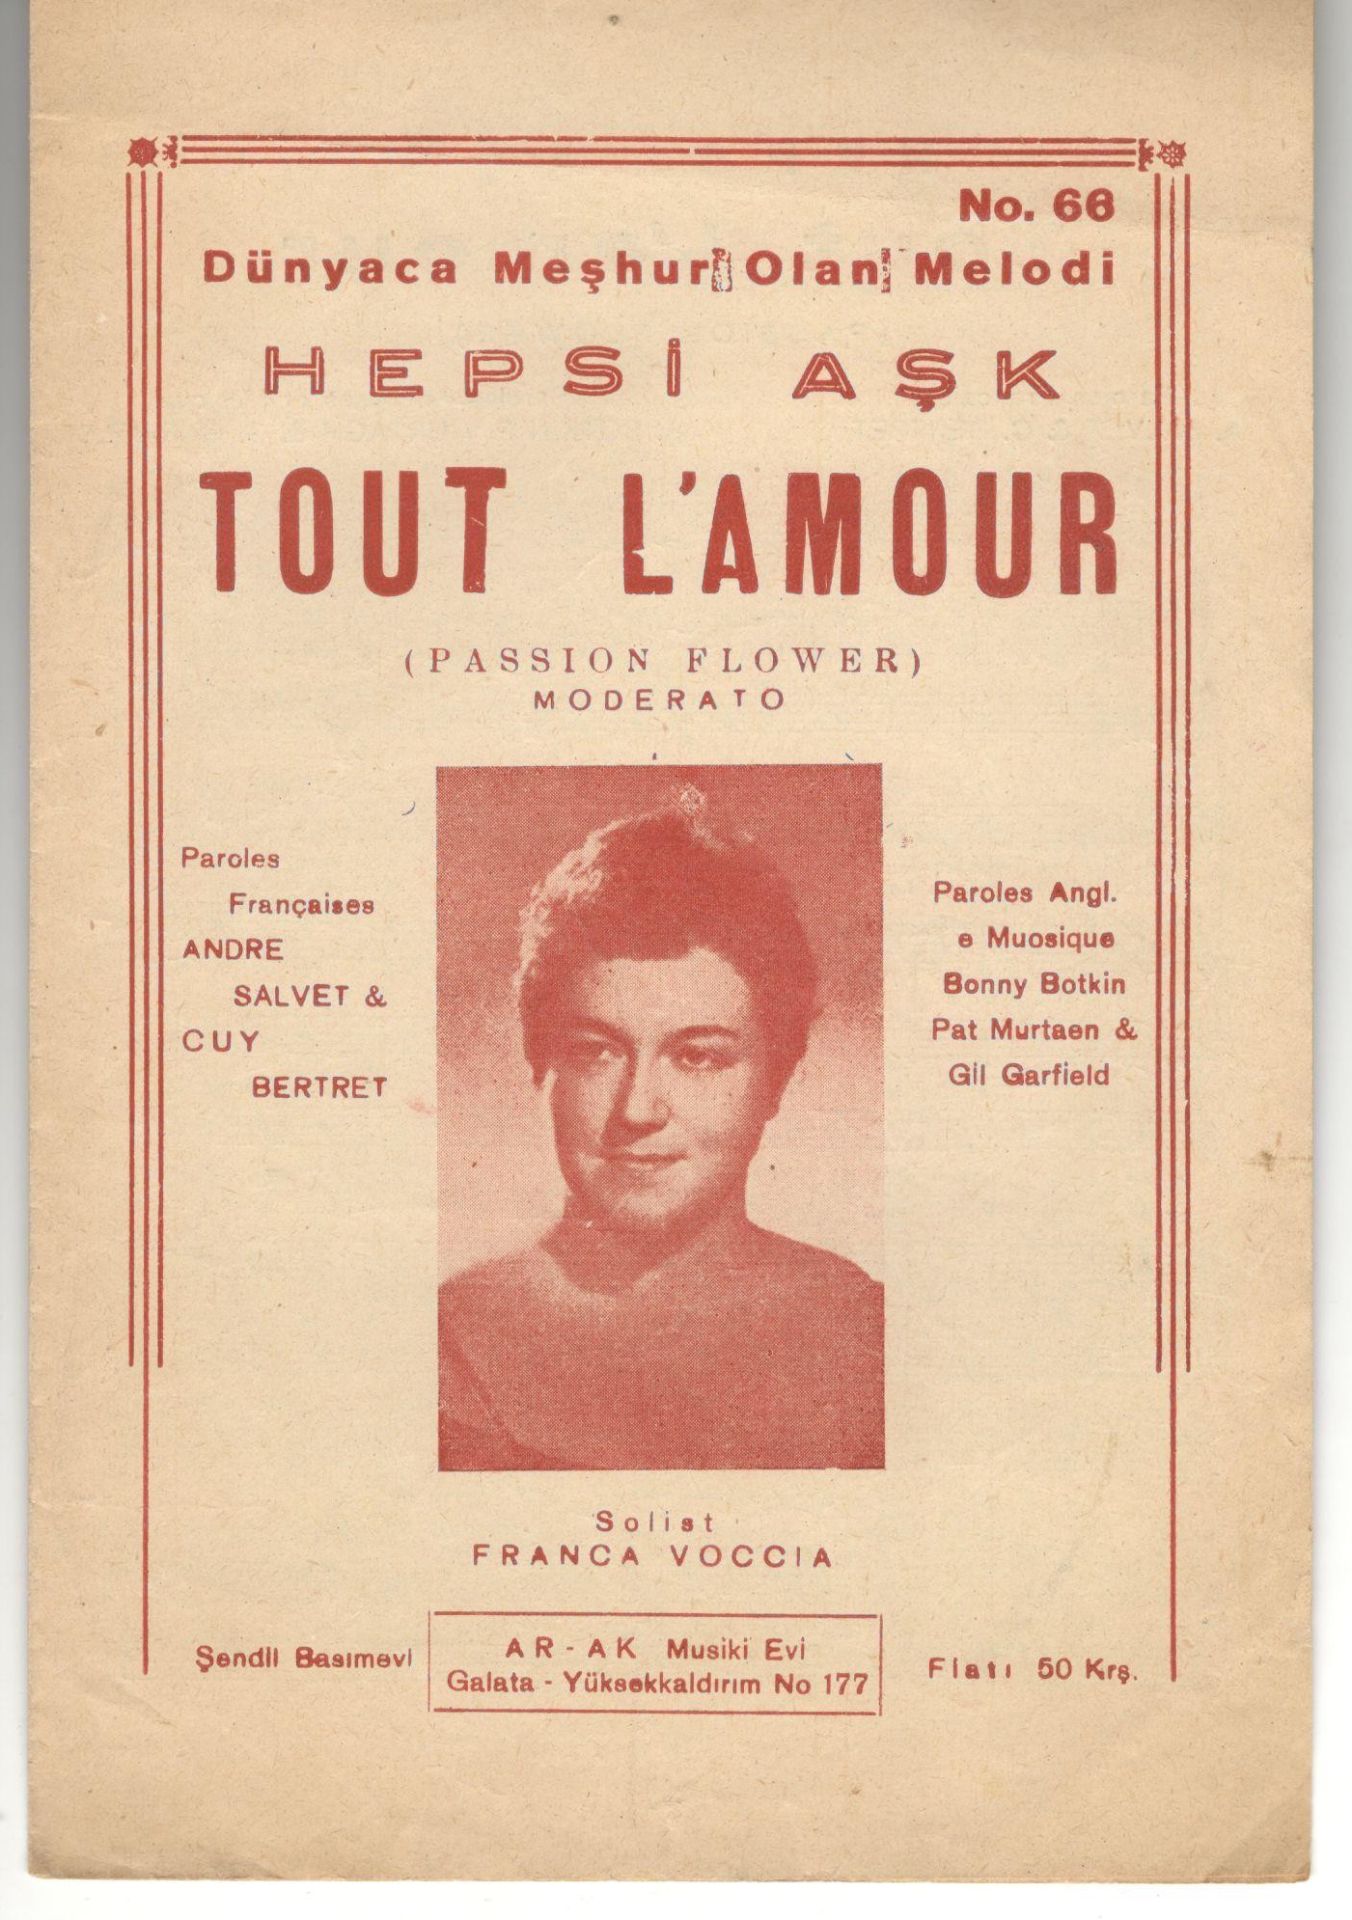 No. 66
Dünyaca Meşhur Olan Melodi
HEPSİ AŞK
TOUT L'AMOUR
(PASSION FLOWER)
MODERATO
Paroles
Françaises
ANDRE
SALVET &
CUY
BERTRET
Paroles Angl.
e Muosique
Bonny Botkin
Pat Murtaen &
Gil Garfield
Solist
FRANCA VOCCIA
Şendil Basımevi
AR-AK Musiki Evi
Galata - Yüksekkaldırım No 177
Fiatı 50 Krş.